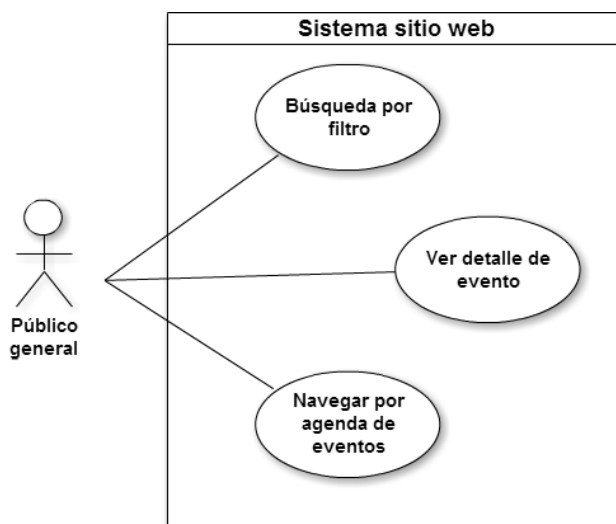 Sistema sitio web
Búsqueda por
filtro
Ver detalle de
evento
Público
general
Navegar por
agenda de
eventos